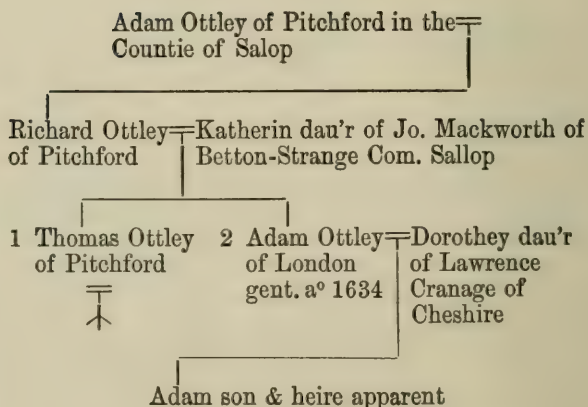 Adam Ottley of Pitchford in the
Countie of Salop
Richard Ottley
of Pitchford
Katherin dau'r of Jo. Mackworth of
Betton-Strange Com. Sallop
1 Thomas Ottley
of Pitchford
2 Adam Ottley
of London
gent. aº 1634
Dorothey dau'r
of Lawrence
Cranage of
Cheshire
Adam son & heire apparent